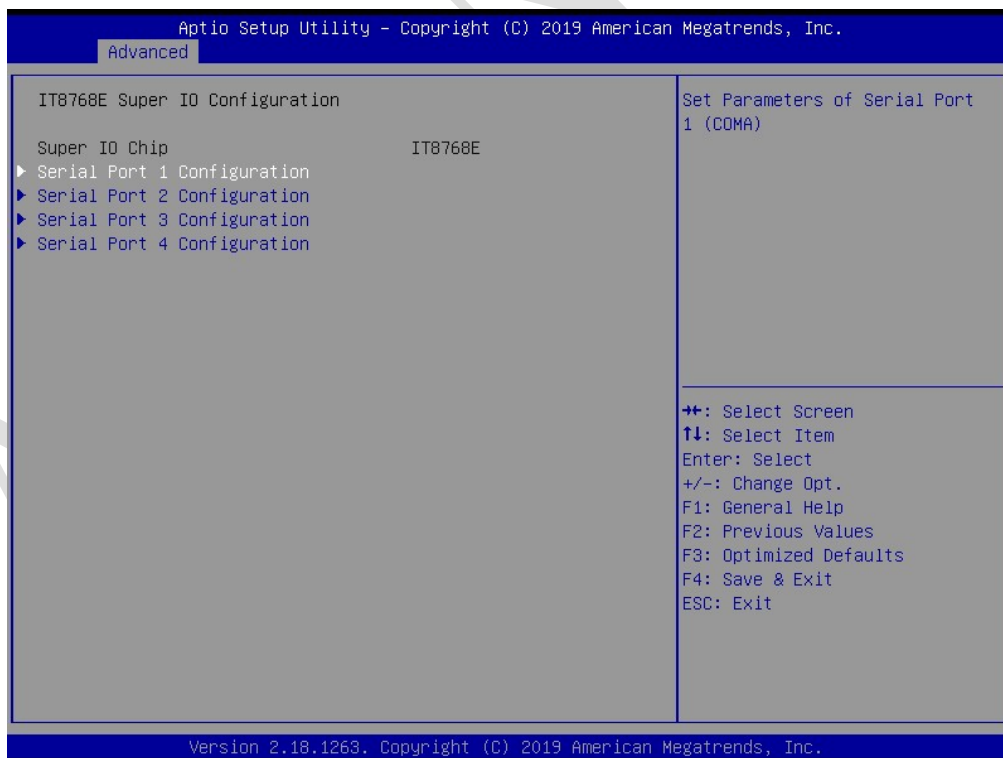 Aptio Setup Utility – Copyright (C) 2019 American Megatrends, Inc.
Advanced
IT8768E Super IO Configuration
Super IO Chip IT8768E
Serial Port 1 Configuration
Serial Port 2 Configuration
Serial Port 3 Configuration
Serial Port 4 Configuration
Set Parameters of Serial Port
1 (COMA)
→←: Select Screen
↑↓: Select Item
Enter: Select
+/-: Change Opt.
F1: General Help
F2: Previous Values
F3: Optimized Defaults
F4: Save & Exit
ESC: Exit
Version 2.18.1263. Copyright (C) 2019 American Megatrends, Inc.